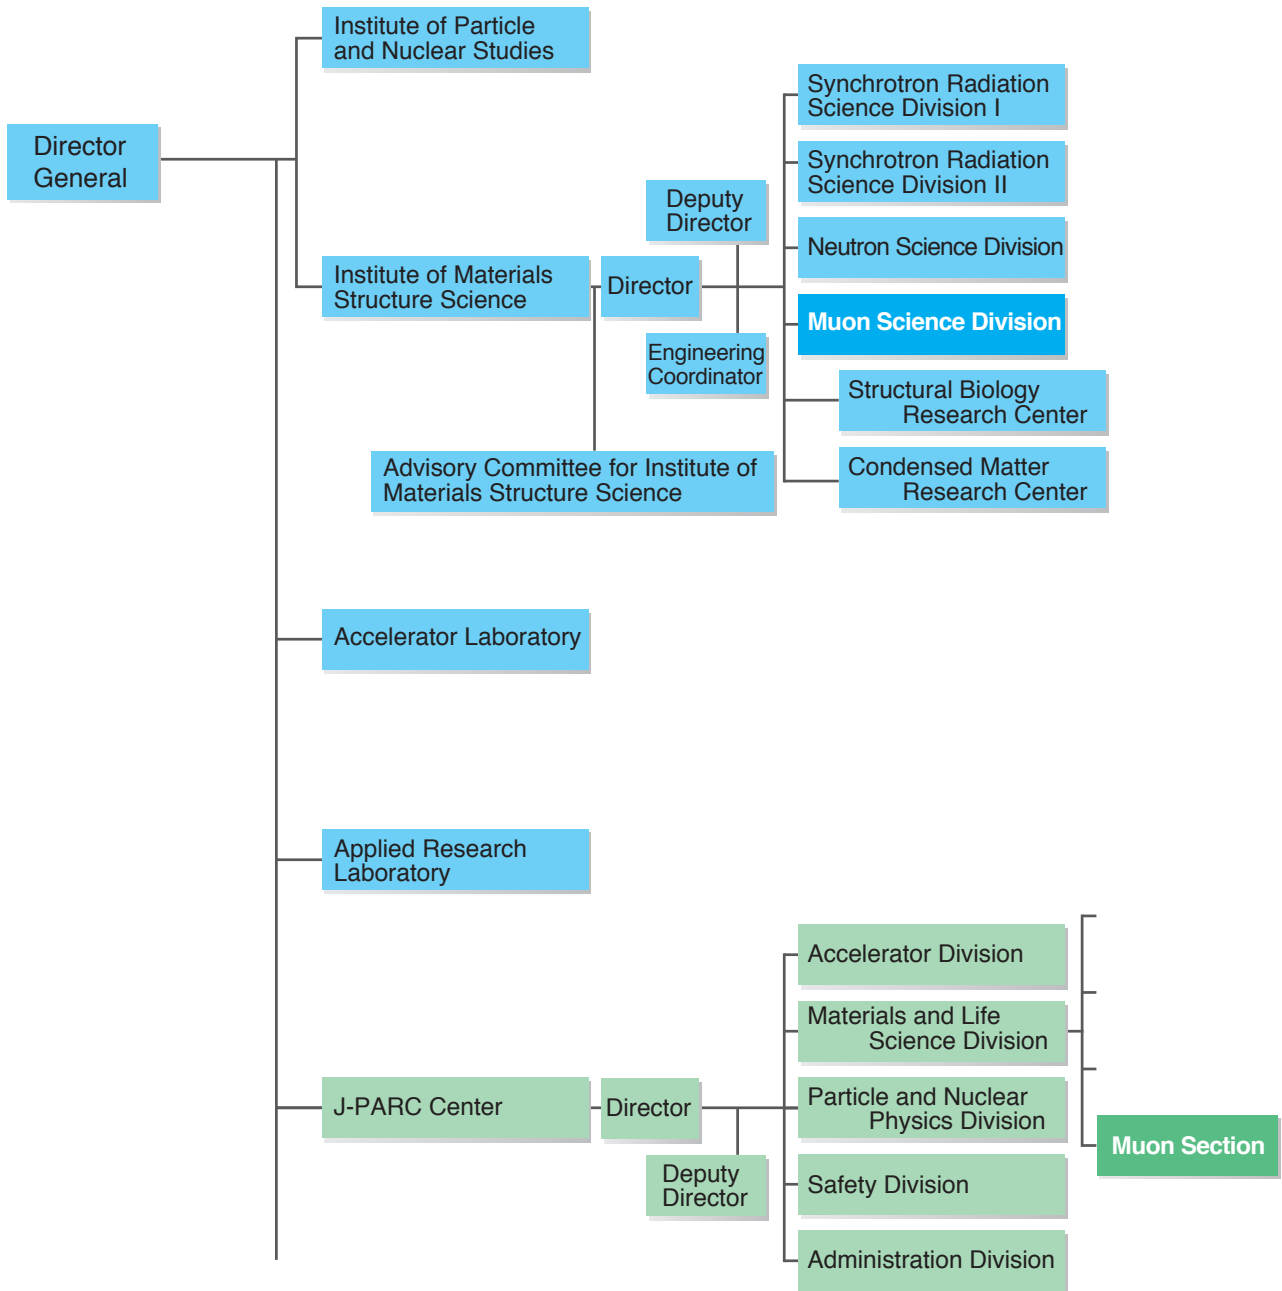 Institute of Particle
and Nuclear Studies
Director
General
Institute of Materials
Structure Science
Director
Deputy
Director
Engineering
Coordinator
Advisory Committee for Institute of
Materials Structure Science
Synchrotron Radiation
Science Division I
Synchrotron Radiation
Science Division II
Neutron Science Division
Muon Science Division
Structural Biology
Research Center
Condensed Matter
Research Center
Accelerator Laboratory
Applied Research
Laboratory
J-PARC Center
Director
Deputy
Director
Accelerator Division
Materials and Life
Science Division
Particle and Nuclear
Physics Division
Safety Division
Administration Division
Muon Section